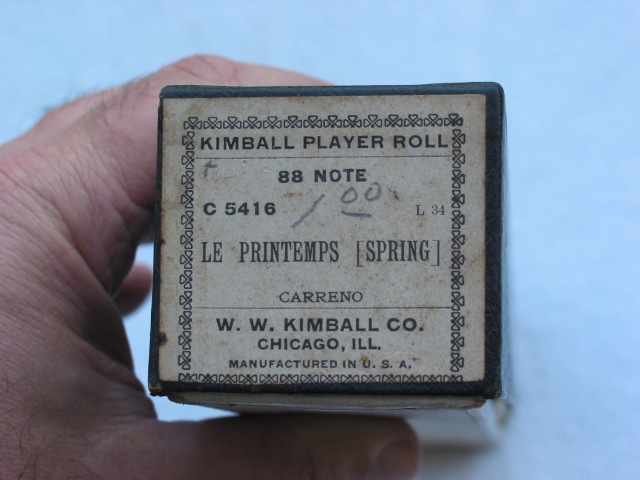 KIMBALL PLAYER ROLL
88 NOTE
C 5416 1.00 L 34
LE PRINTEMPS [SPRING]
CARRENO
W. W. KIMBALL CO.
CHICAGO, ILL.
MANUFACTURED IN U. S. A.